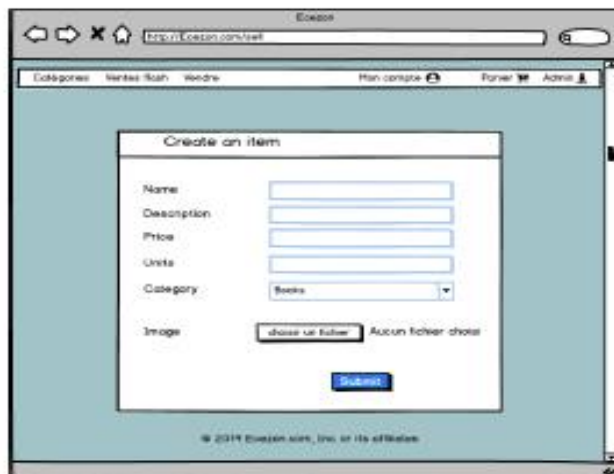 Ecezon
http://Ecezon.com/sell
Catégories Ventes flash Vendre Mon compte Panier Admin
Create an item
Name
Description
Price
Units
Category Books
Image choisir un fichier Aucun fichier choisi
Submit
© 2019 Ecezon.com, Inc. or its affiliates